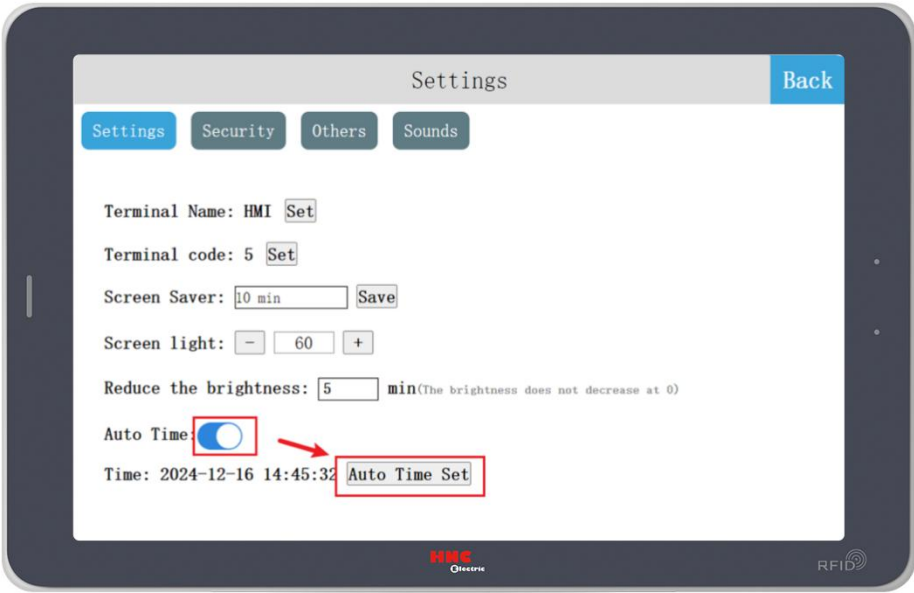 Settings
Back
Settings
Security
Others
Sounds
Terminal Name: HMI Set
Terminal code: 5 Set
Screen Saver: 10 min Save
Screen light: - 60 +
Reduce the brightness: 5 min(The brightness does not decrease at 0)
Auto Time:
Time: 2024-12-16 14:45:32 Auto Time Set
HMC
Electric
RFID